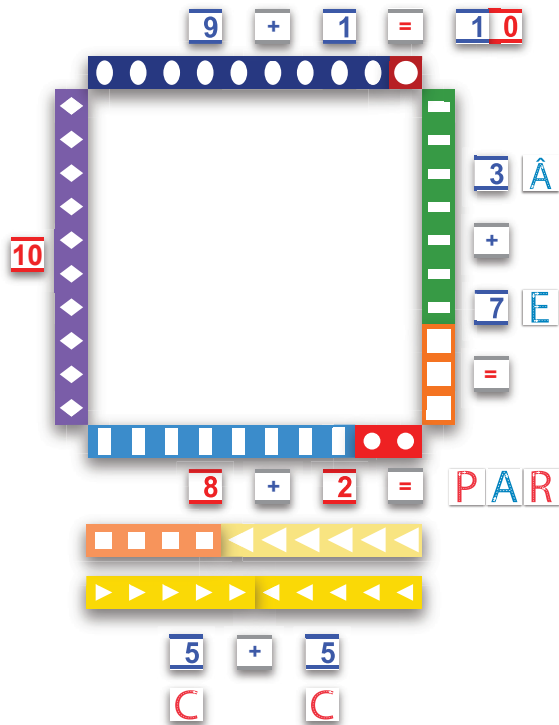 9 + 1 = 10
3 Â
+
10
7 E
=
8 + 2 = PAR
5 + 5
C C